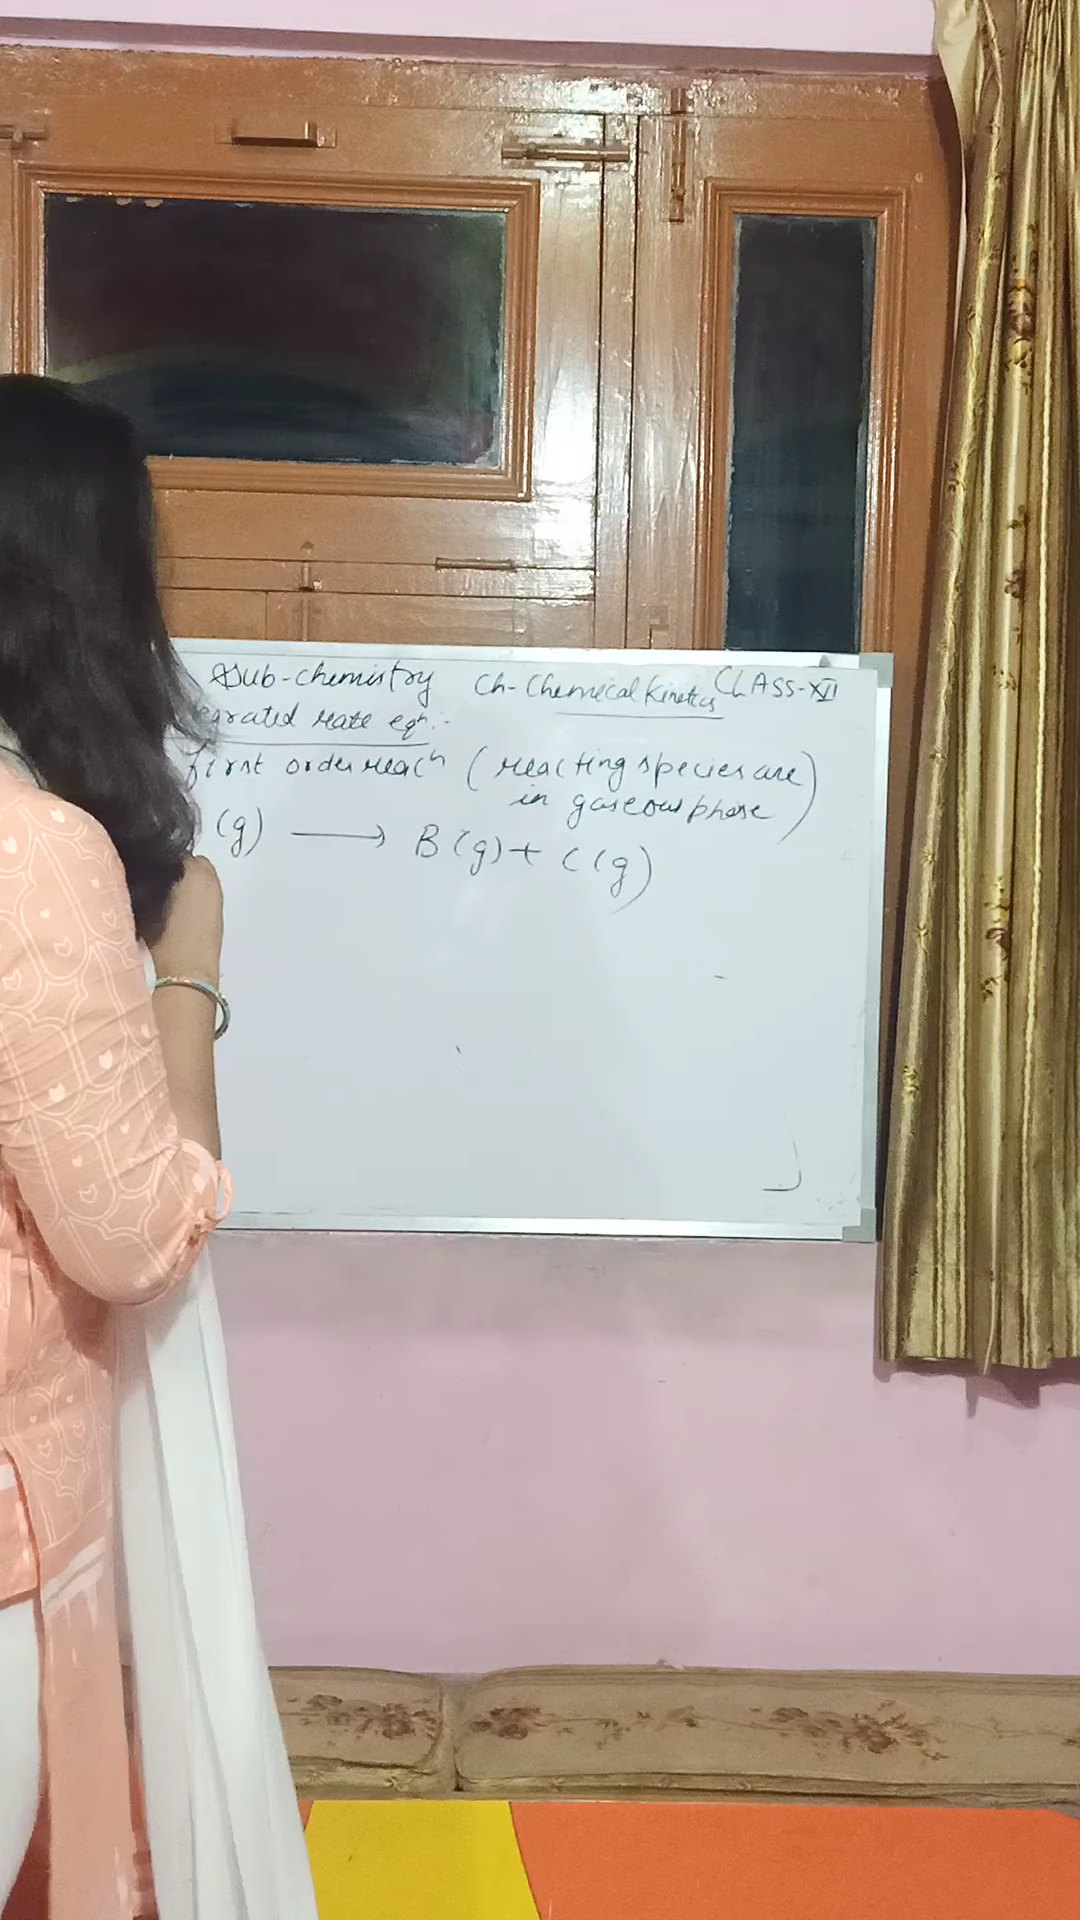 Sub-chemistry Ch-Chemical Kinetics CLASS-XII
egrated rate eqn:-
first order reacn (reacting species are
in gaseous phase)
(g) ⟶ B(g) + C(g)